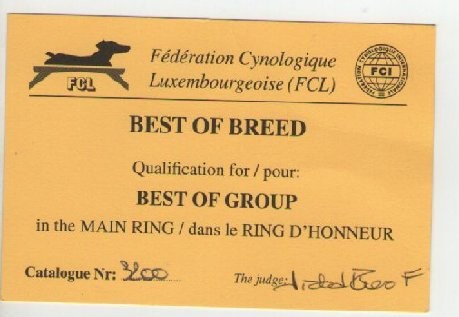 Fédération Cynologique
Luxembourgeoise (FCL)
FCL
FCI
BEST OF BREED
Qualification for / pour:
BEST OF GROUP
in the MAIN RING / dans le RING D'HONNEUR
Catalogue Nr: 3200
The judge: